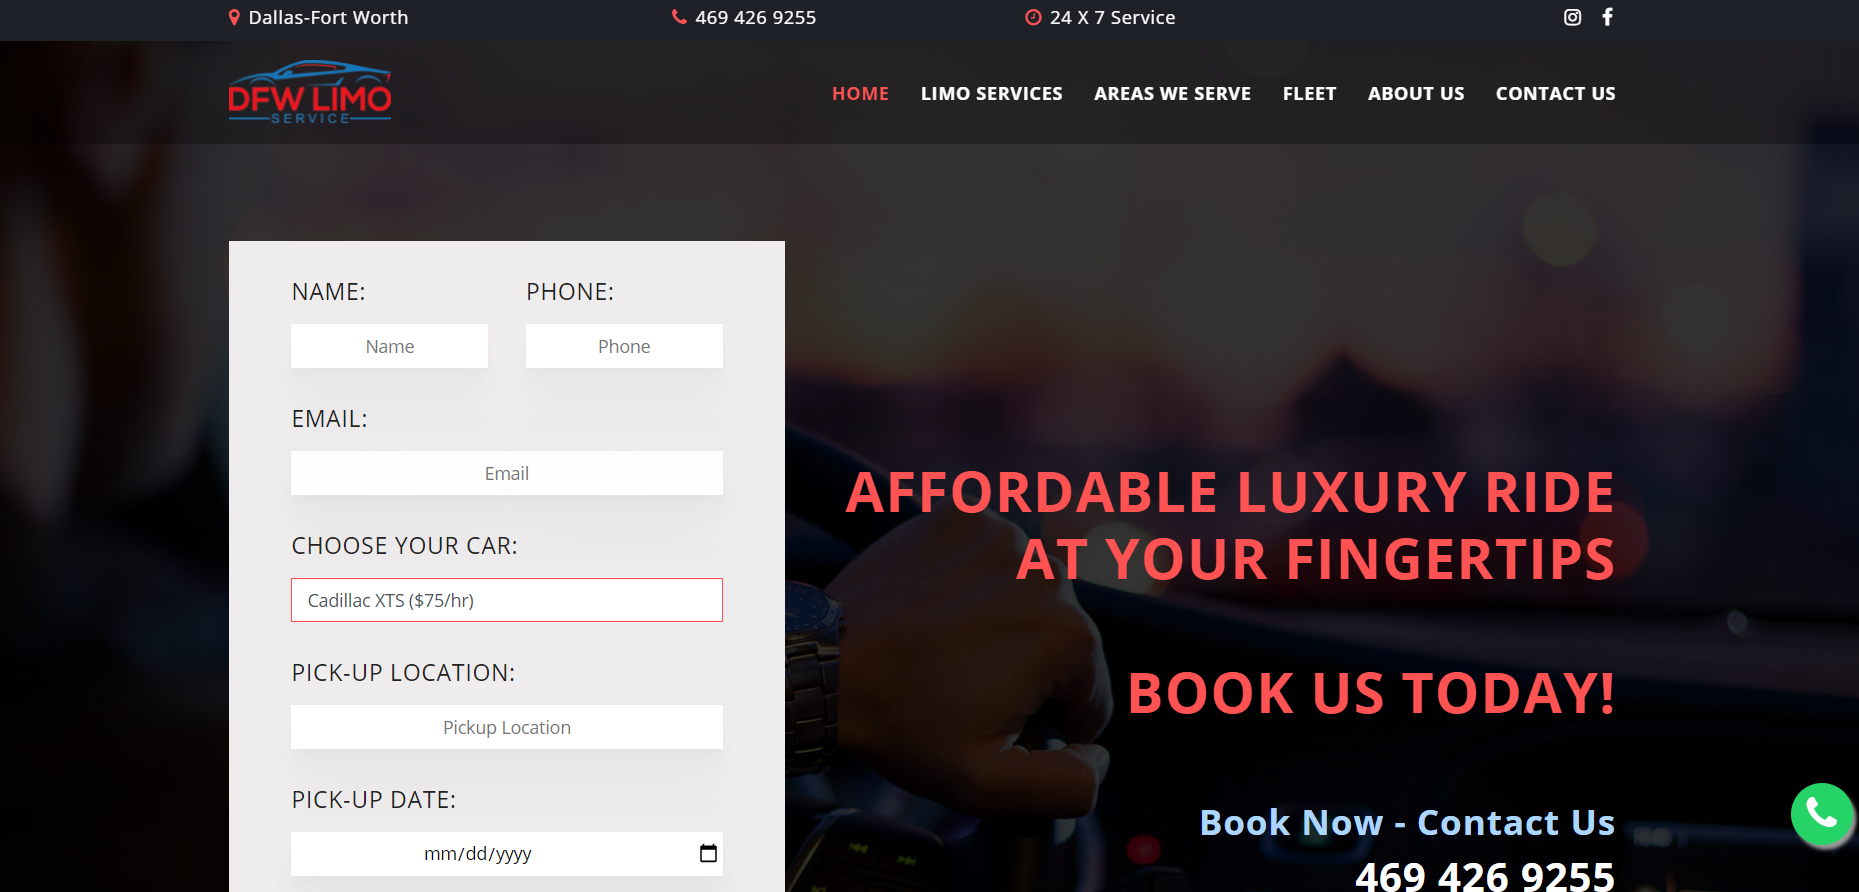 Dallas-Fort Worth
469 426 9255
24 X 7 Service
DFW LIMO
SERVICE
HOME
LIMO SERVICES
AREAS WE SERVE
FLEET
ABOUT US
CONTACT US
NAME:
PHONE:
Name
Phone
EMAIL:
Email
CHOOSE YOUR CAR:
Cadillac XTS ($75/hr)
PICK-UP LOCATION:
Pickup Location
PICK-UP DATE:
mm/dd/yyyy
AFFORDABLE LUXURY RIDE
AT YOUR FINGERTIPS
BOOK US TODAY!
Book Now - Contact Us
469 426 9255